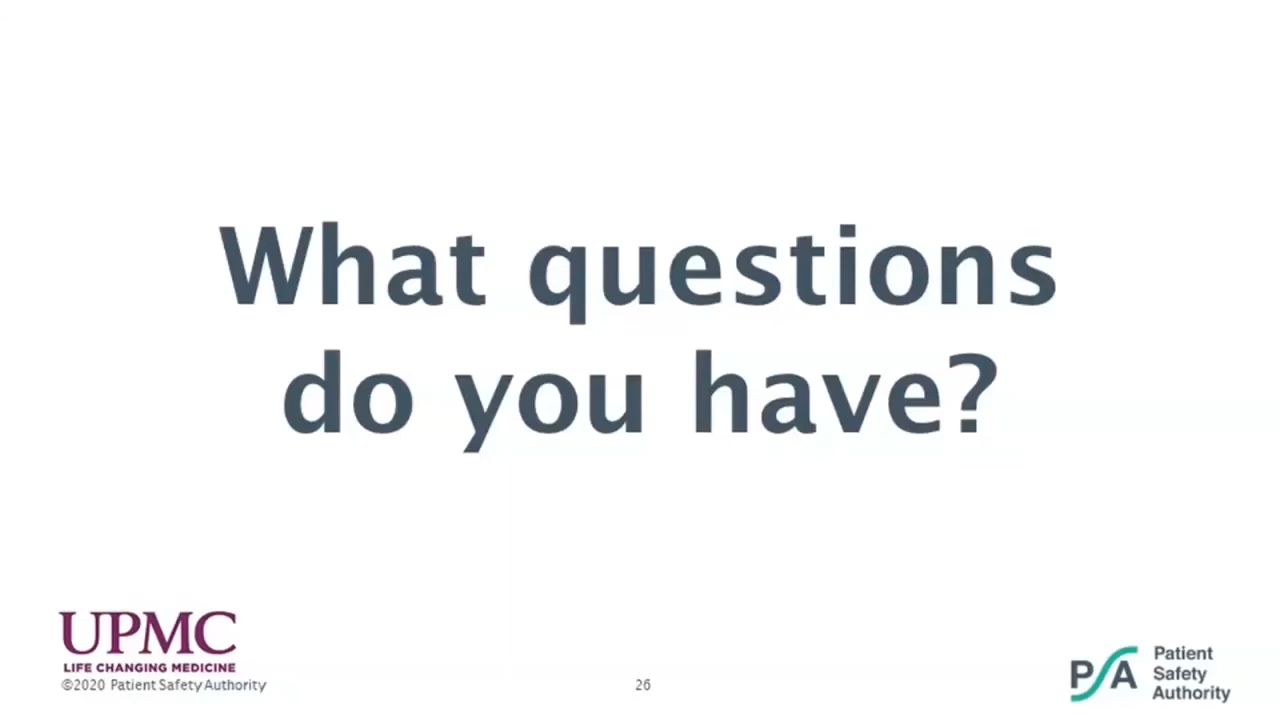 What questions
do you have?
UPMC
LIFE CHANGING MEDICINE
©2020 Patient Safety Authority
26
PSA
Patient
Safety
Authority